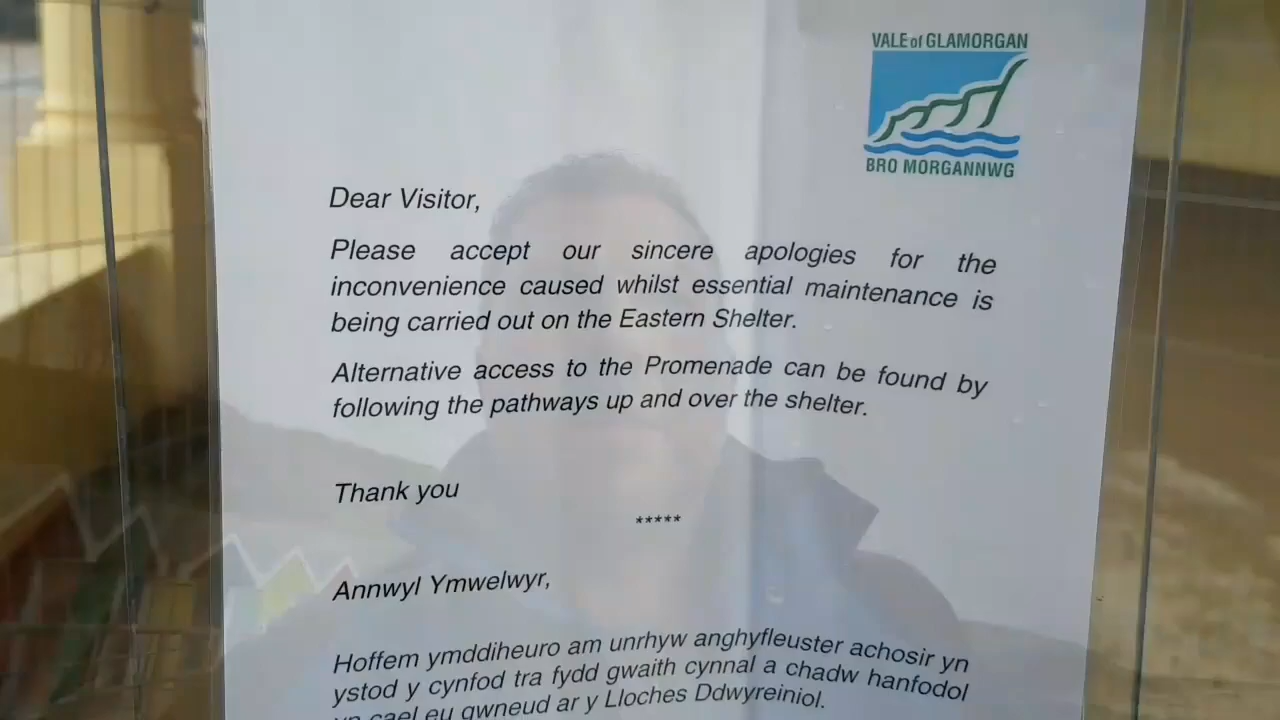 VALE of GLAMORGAN
BRO MORGANNWG
Dear Visitor,
Please accept our sincere apologies for the
inconvenience caused whilst essential maintenance is
being carried out on the Eastern Shelter.
Alternative access to the Promenade can be found by
following the pathways up and over the shelter.
Thank you
*****
Annwyl Ymwelwyr,
Hoffem ymddiheuro am unrhyw anghyfleuster achosir yn
ystod y cynfod tra fydd gwaith cynnal a chadw hanfodol
yn cael eu gwneud ar y Lloches Ddwyreiniol.